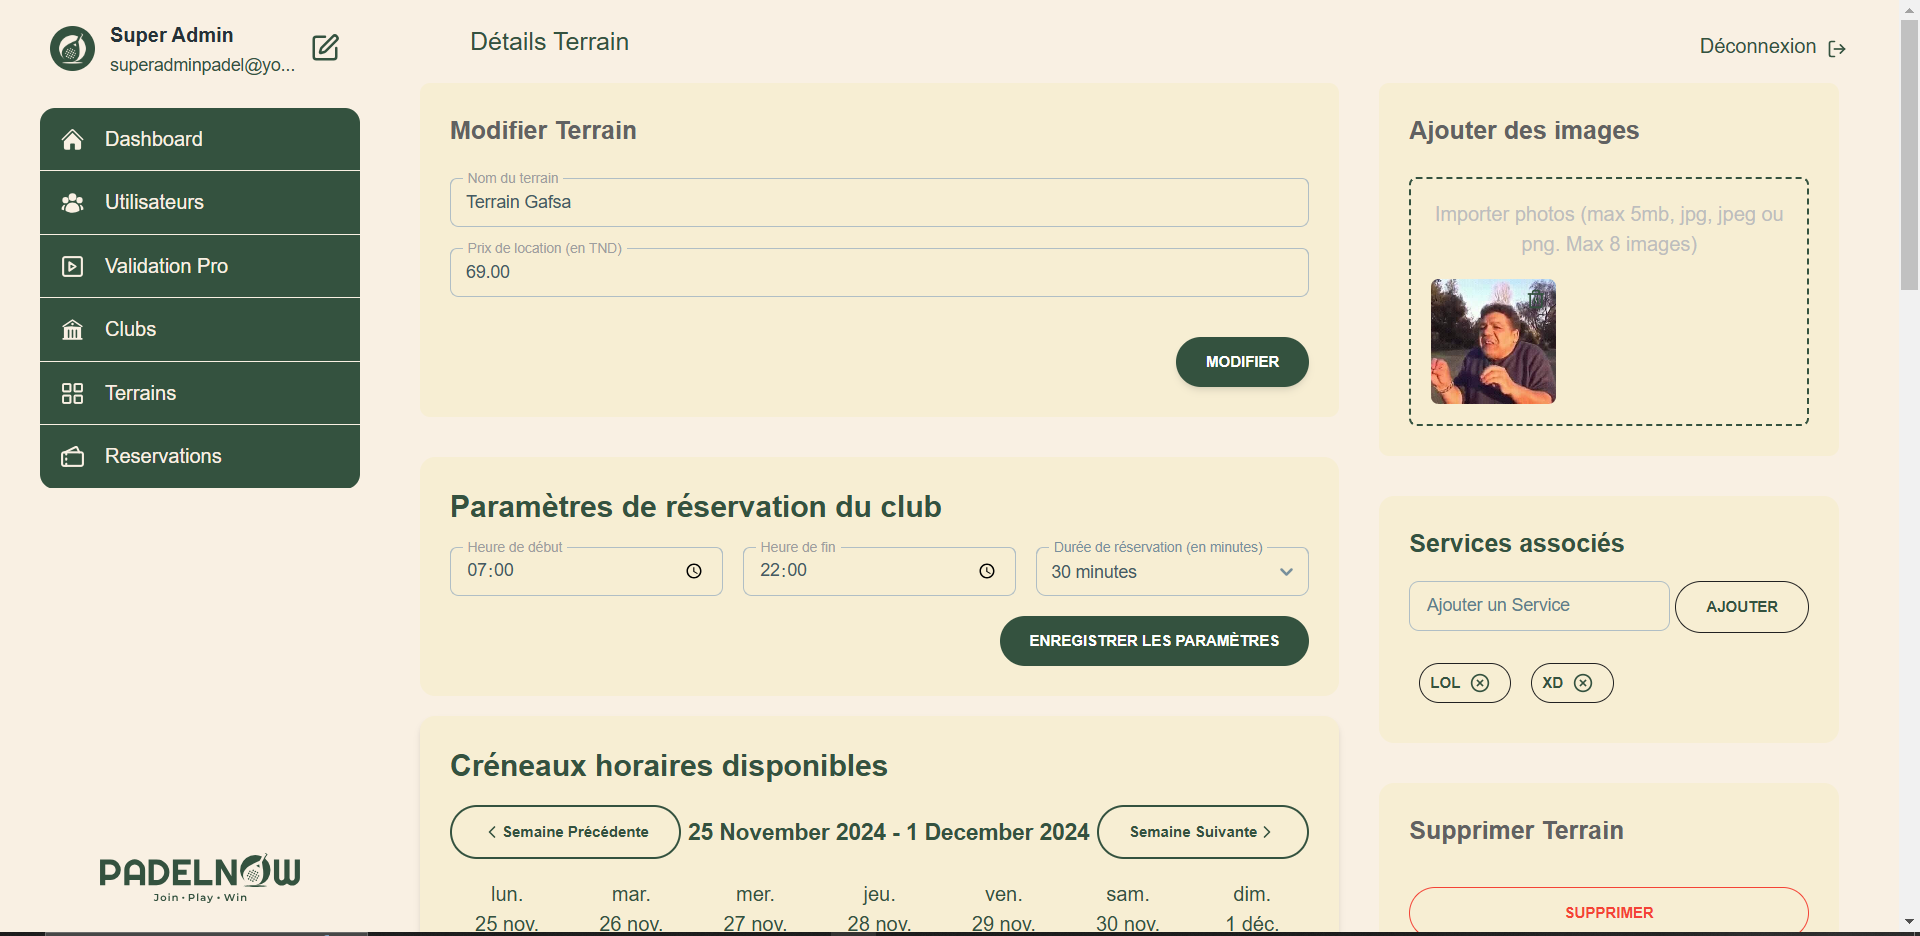 Super Admin
superadminpadel@yo...
Dashboard
Utilisateurs
Validation Pro
Clubs
Terrains
Reservations
PADELNOW
Join • Play • Win
Détails Terrain
Déconnexion
Modifier Terrain
Nom du terrain
Terrain Gafsa
Prix de location (en TND)
69.00
MODIFIER
Paramètres de réservation du club
Heure de début
07:00
Heure de fin
22:00
Durée de réservation (en minutes)
30 minutes
ENREGISTRER LES PARAMÈTRES
Créneaux horaires disponibles
Semaine Précédente
25 November 2024 - 1 December 2024
Semaine Suivante
lun. mar. mer. jeu. ven. sam. dim.
25 nov. 26 nov. 27 nov. 28 nov. 29 nov. 30 nov. 1 déc.
Ajouter des images
Importer photos (max 5mb, jpg, jpeg ou
png. Max 8 images)
Services associés
Ajouter un Service
AJOUTER
LOL
XD
Supprimer Terrain
SUPPRIMER